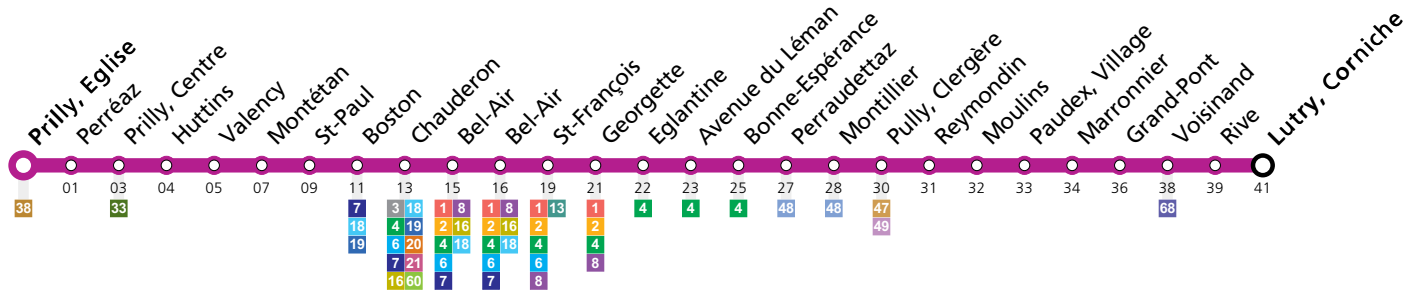 Prilly, Eglise
Perréaz
Prilly, Centre
Huttins
Valency
Montétan
St-Paul
Boston
Chauderon
Bel-Air
Bel-Air
St-François
Georgette
Eglantine
Avenue du Léman
Bonne-Espérance
Perraudettaz
Montillier
Pully, Clergère
Reymondin
Moulins
Paudex, Village
Marronnier
Grand-Pont
Voisinand
Rive
Lutry, Corniche
01 03 04 05 07 09 11 13 15 16 19 21 22 23 25 27 28 30 31 32 33 34 36 38 39 41
38 33 7 3 18 1 8 1 8 1 13 1 4 4 4 48 48 47 68
18 4 19 2 16 2 16 2 2 49
19 6 20 4 18 4 18 4 4
7 21 6 6 6 8
16 60 7 7 8